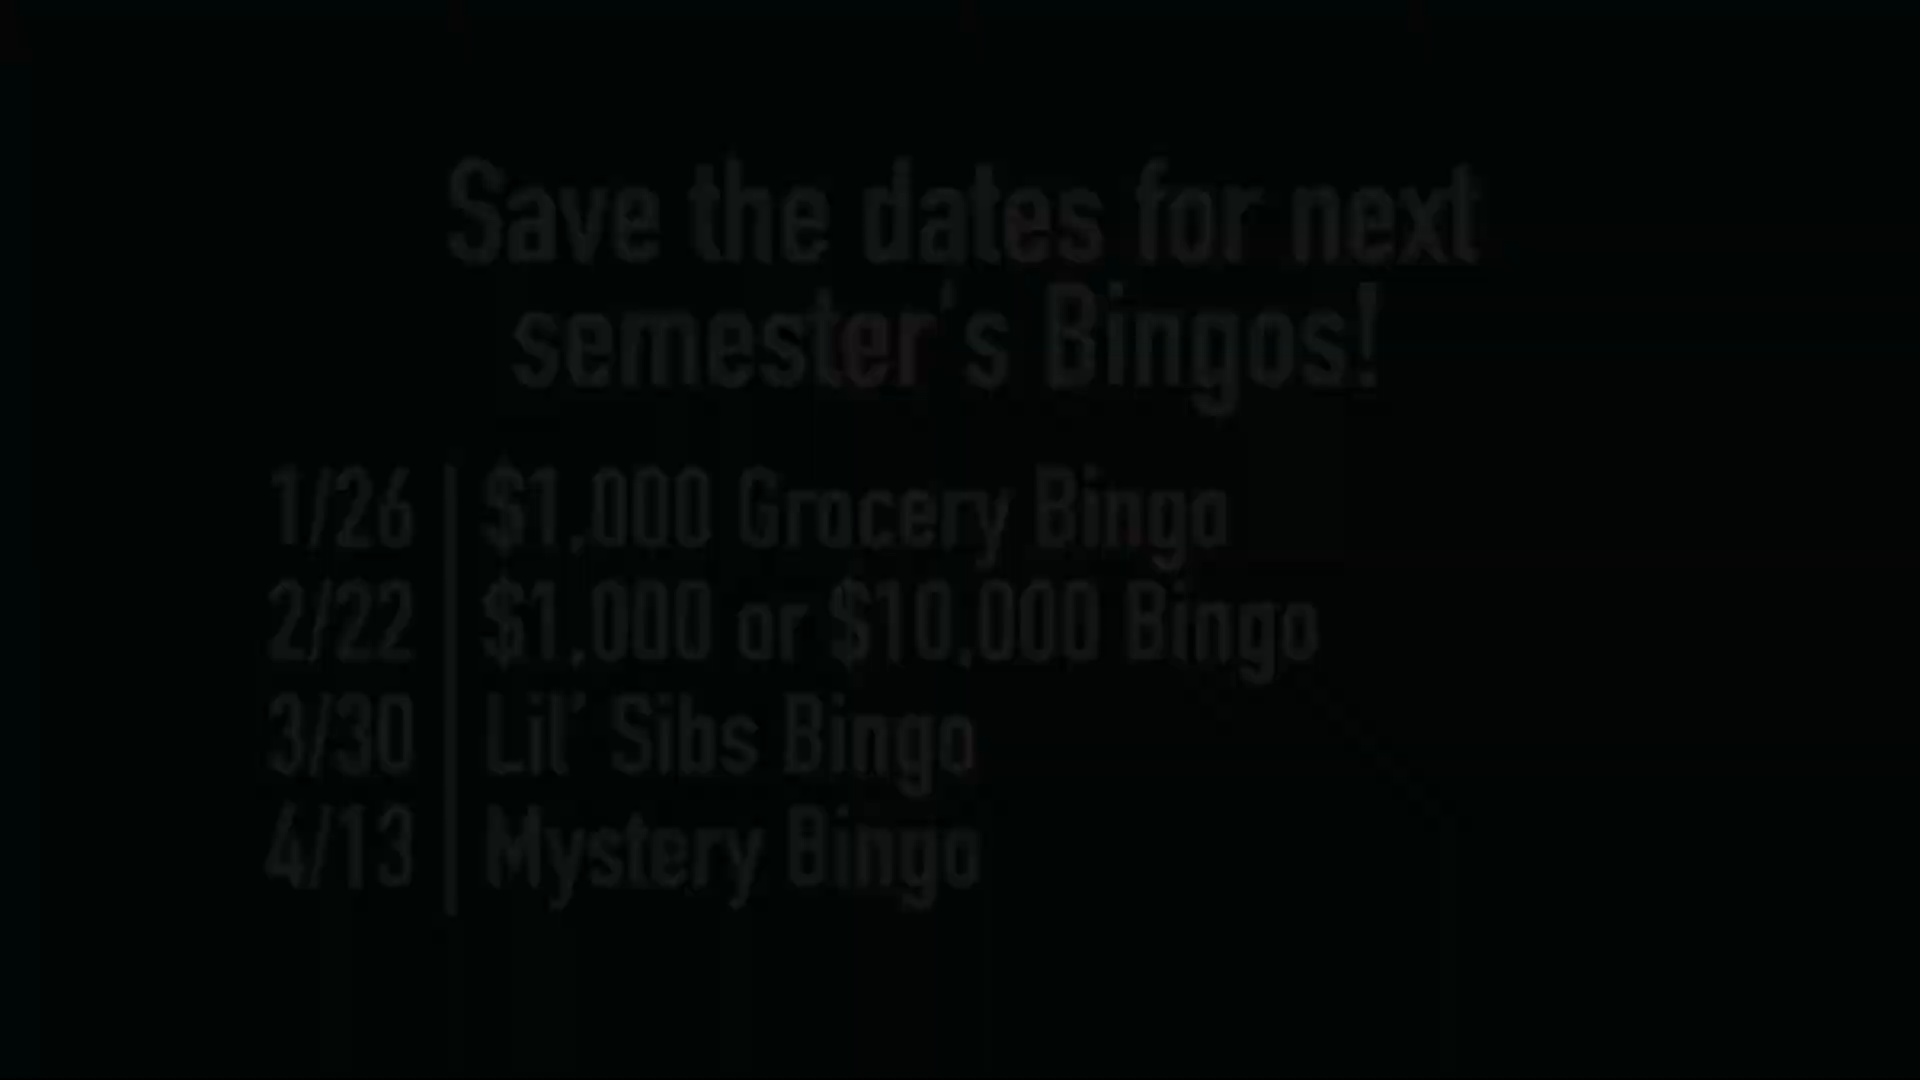 Save the dates for next
semester's Bingos!
1/26 $1,000 Grocery Bingo
2/22 $1,000 or $10,000 Bingo
3/30 Lil' Sibs Bingo
4/13 Mystery Bingo